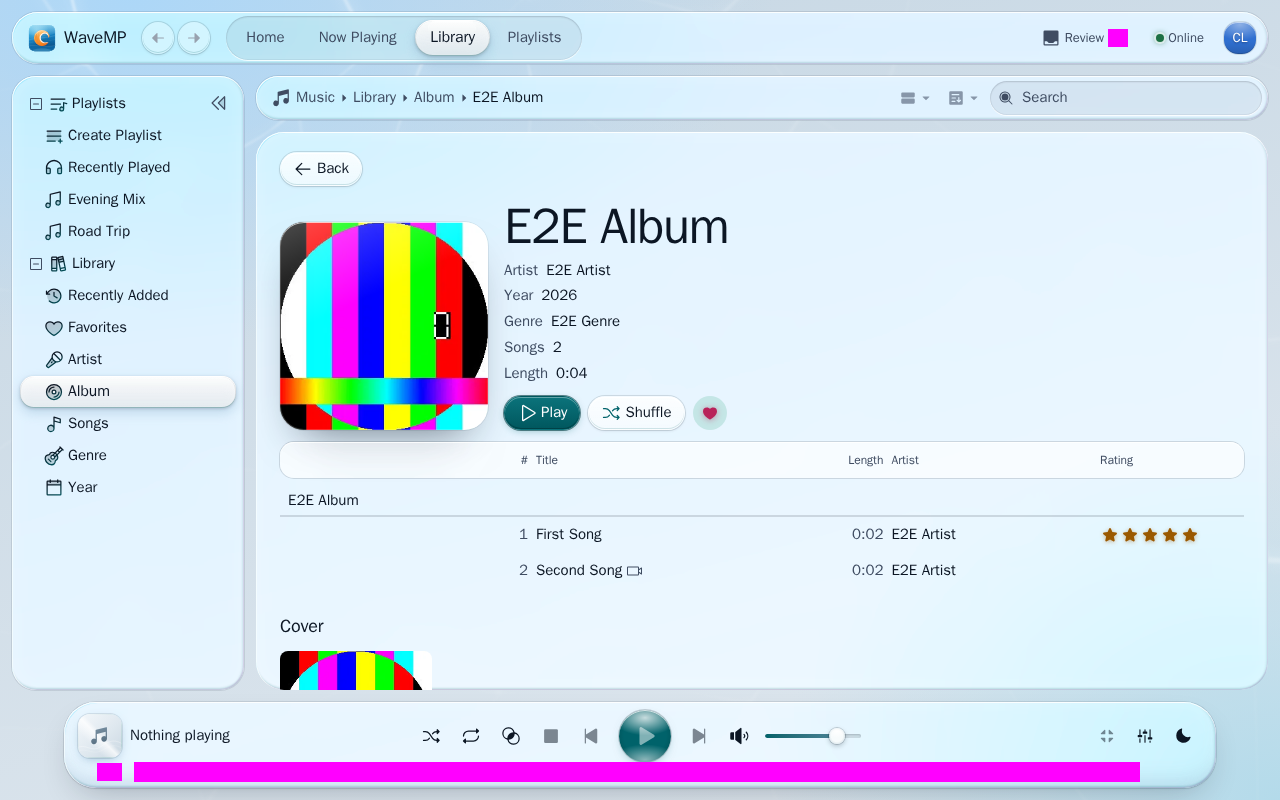 WaveMP
Home
Now Playing
Library
Playlists
Review
Online
CL
Playlists
Create Playlist
Recently Played
Evening Mix
Road Trip
Library
Recently Added
Favorites
Artist
Album
Songs
Genre
Year
Music
Library
Album
E2E Album
Search
Back
E2E Album
Artist E2E Artist
Year 2026
Genre E2E Genre
Songs 2
Length 0:04
Play
Shuffle
# Title Length Artist Rating
E2E Album
1 First Song 0:02 E2E Artist
2 Second Song 0:02 E2E Artist
Cover
Nothing playing